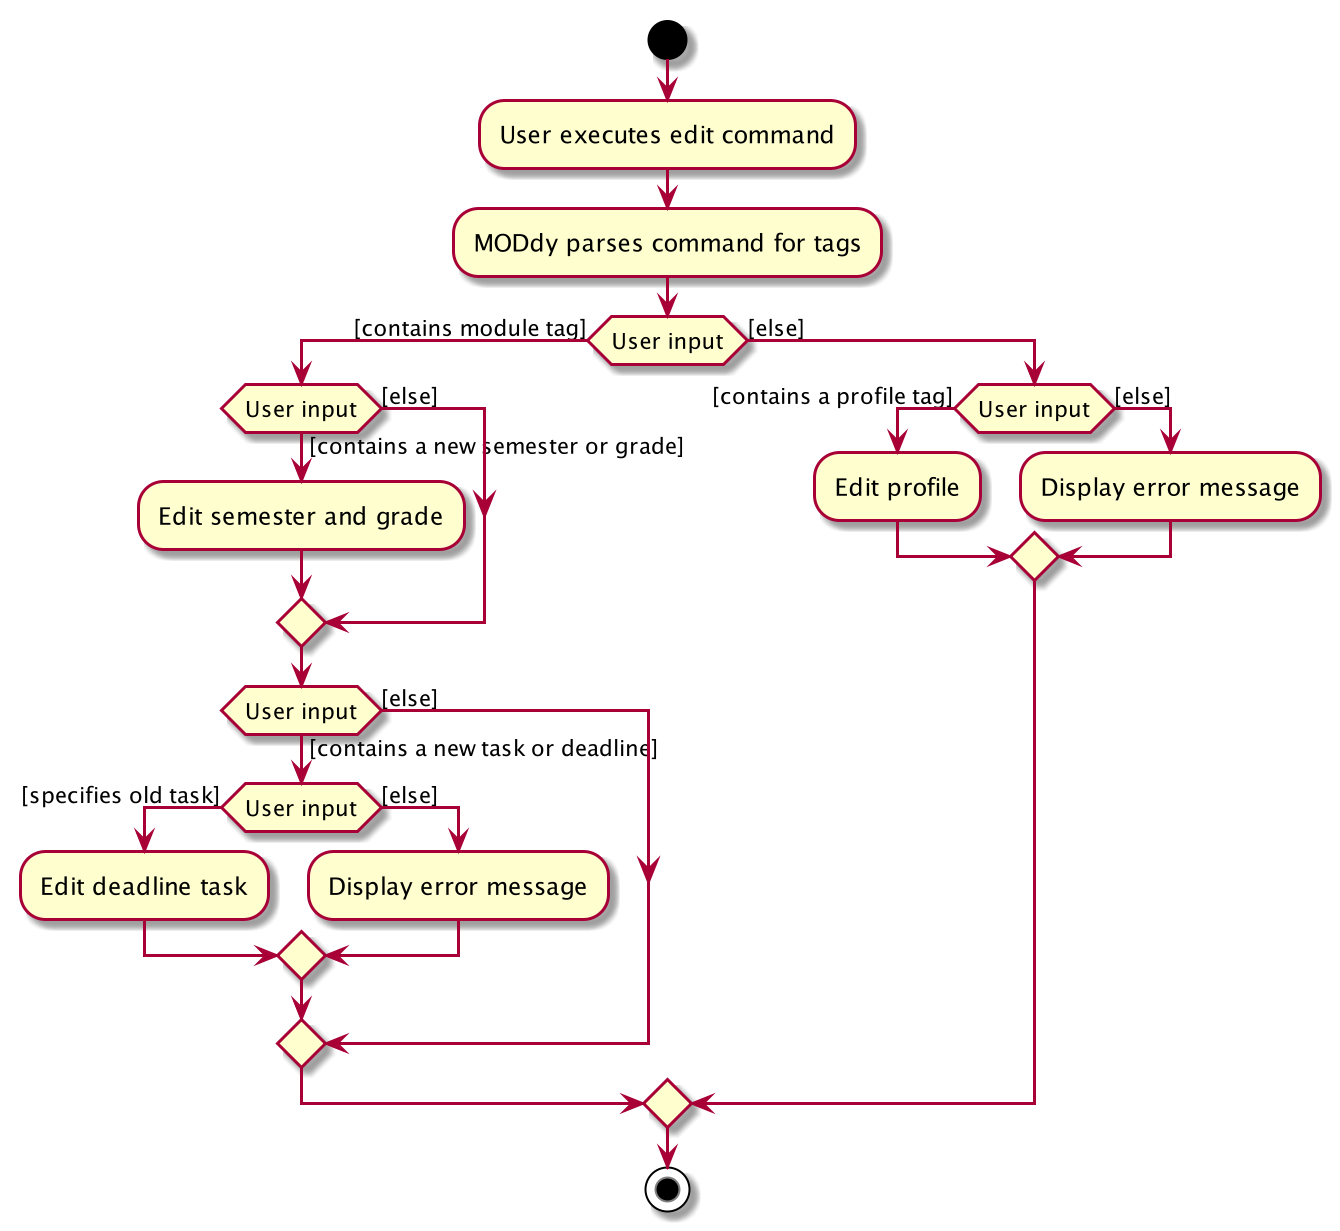 User executes edit command
MODdy parses command for tags
[contains module tag]
User input
[else]
User input
[else]
[contains a new semester or grade]
Edit semester and grade
[contains a profile tag]
User input
[else]
Edit profile
Display error message
User input
[else]
[contains a new task or deadline]
[specifies old task]
User input
[else]
Edit deadline task
Display error message